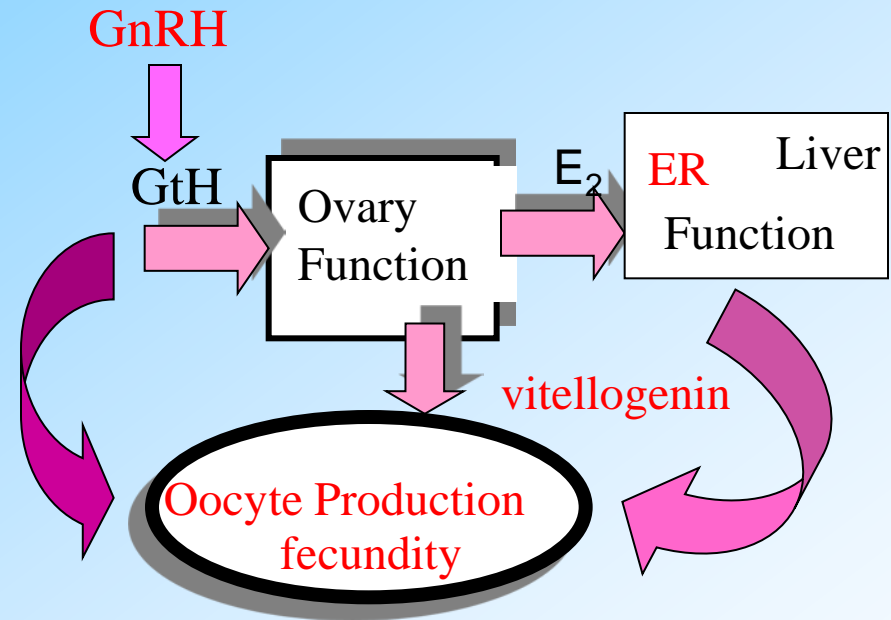 GnRH
GtH
Ovary
Function
E₂
ER
Liver
Function
vitellogenin
Oocyte Production
fecundity